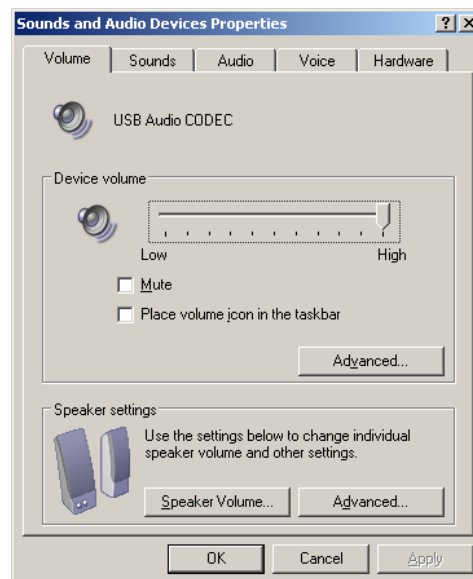 Sounds and Audio Devices Properties
Volume Sounds Audio Voice Hardware
USB Audio CODEC
Device volume
Low High
Mute
Place volume icon in the taskbar
Advanced...
Speaker settings
Use the settings below to change individual
speaker volume and other settings.
Speaker Volume... Advanced...
OK Cancel Apply